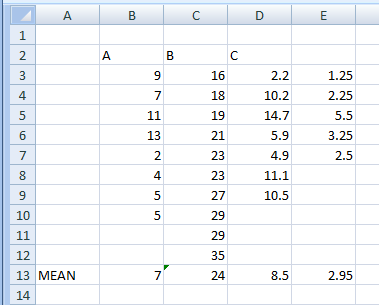 A B C D E
1
2 A B C
3 9 16 2.2 1.25
4 7 18 10.2 2.25
5 11 19 14.7 5.5
6 13 21 5.9 3.25
7 2 23 4.9 2.5
8 4 23 11.1
9 5 27 10.5
10 5 29
11 29
12 35
13 MEAN 7 24 8.5 2.95
14